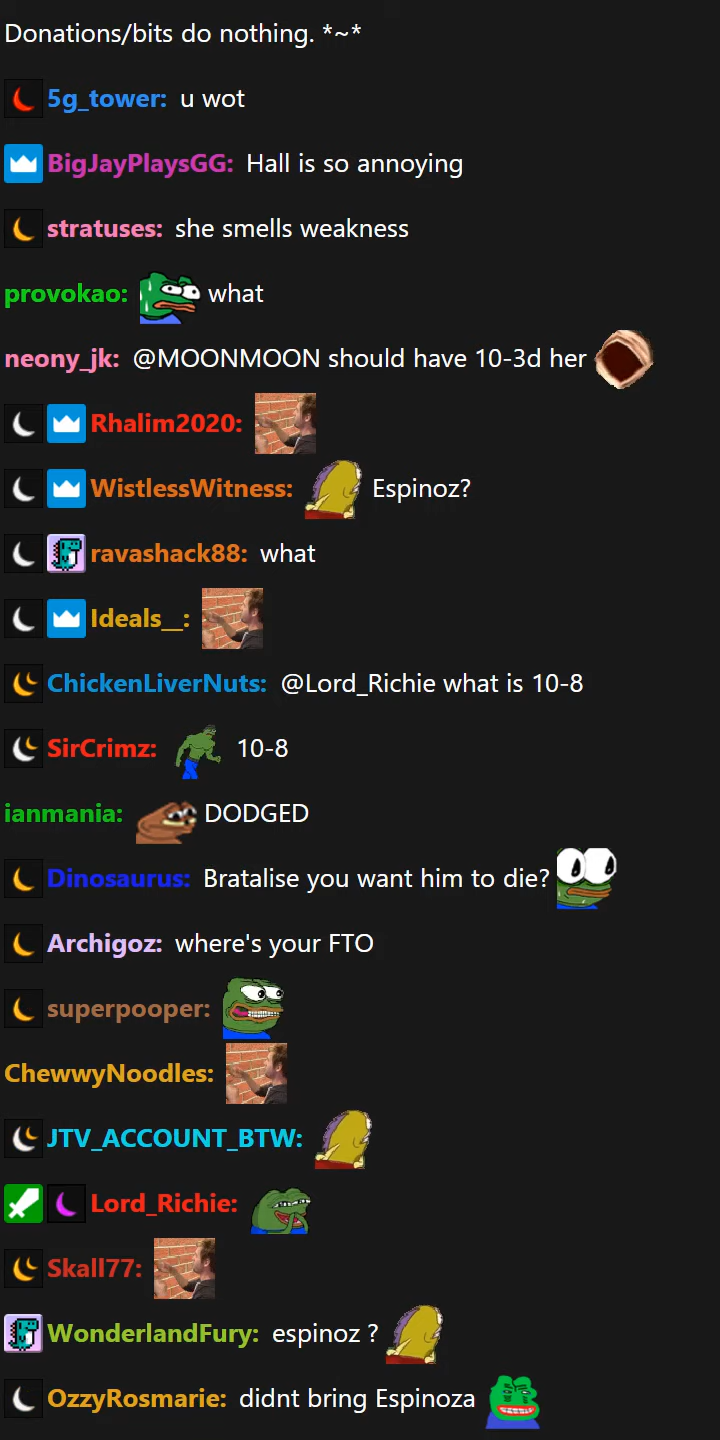 Donations/bits do nothing. *~*
5g_tower: u wot
BigJayPlaysGG: Hall is so annoying
stratuses: she smells weakness
provokao: what
neony_jk: @MOONMOON should have 10-3d her
Rhalim2020:
WistlessWitness: Espinoz?
ravashack88: what
Ideals__:
ChickenLiverNuts: @Lord_Richie what is 10-8
SirCrimz: 10-8
ianmania: DODGED
Dinosaurus: Bratalise you want him to die?
Archigoz: where's your FTO
superpooper:
ChewwyNoodles:
JTV_ACCOUNT_BTW:
Lord_Richie:
Skall77:
WonderlandFury: espinoz ?
OzzyRosmarie: didnt bring Espinoza